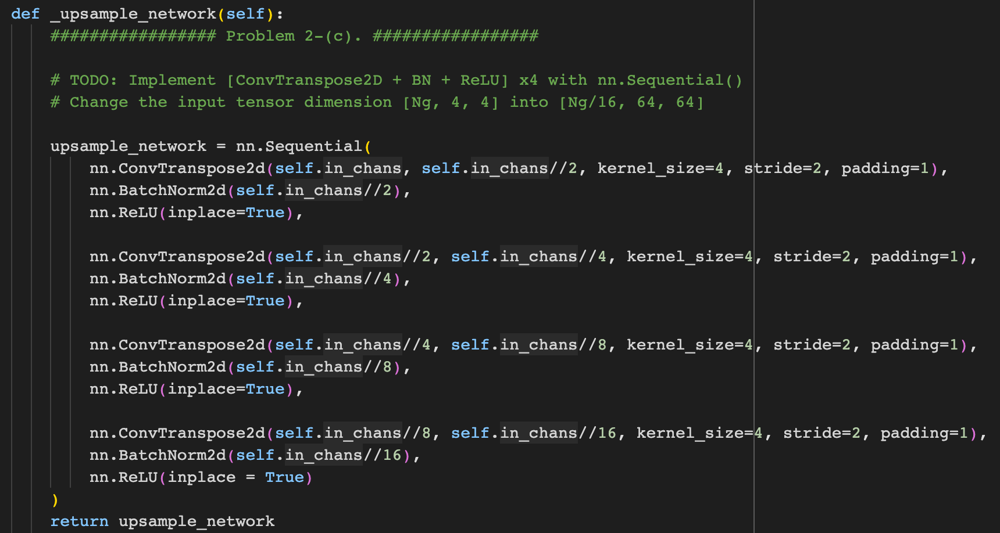 def _upsample_network(self):
################# Problem 2-(c). #################
# TODO: Implement [ConvTranspose2D + BN + ReLU] x4 with nn.Sequential()
# Change the input tensor dimension [Ng, 4, 4] into [Ng/16, 64, 64]
upsample_network = nn.Sequential(
nn.ConvTranspose2d(self.in_chans, self.in_chans//2, kernel_size=4, stride=2, padding=1),
nn.BatchNorm2d(self.in_chans//2),
nn.ReLU(inplace=True),
nn.ConvTranspose2d(self.in_chans//2, self.in_chans//4, kernel_size=4, stride=2, padding=1),
nn.BatchNorm2d(self.in_chans//4),
nn.ReLU(inplace=True),
nn.ConvTranspose2d(self.in_chans//4, self.in_chans//8, kernel_size=4, stride=2, padding=1),
nn.BatchNorm2d(self.in_chans//8),
nn.ReLU(inplace=True),
nn.ConvTranspose2d(self.in_chans//8, self.in_chans//16, kernel_size=4, stride=2, padding=1),
nn.BatchNorm2d(self.in_chans//16),
nn.ReLU(inplace = True)
)
return upsample_network